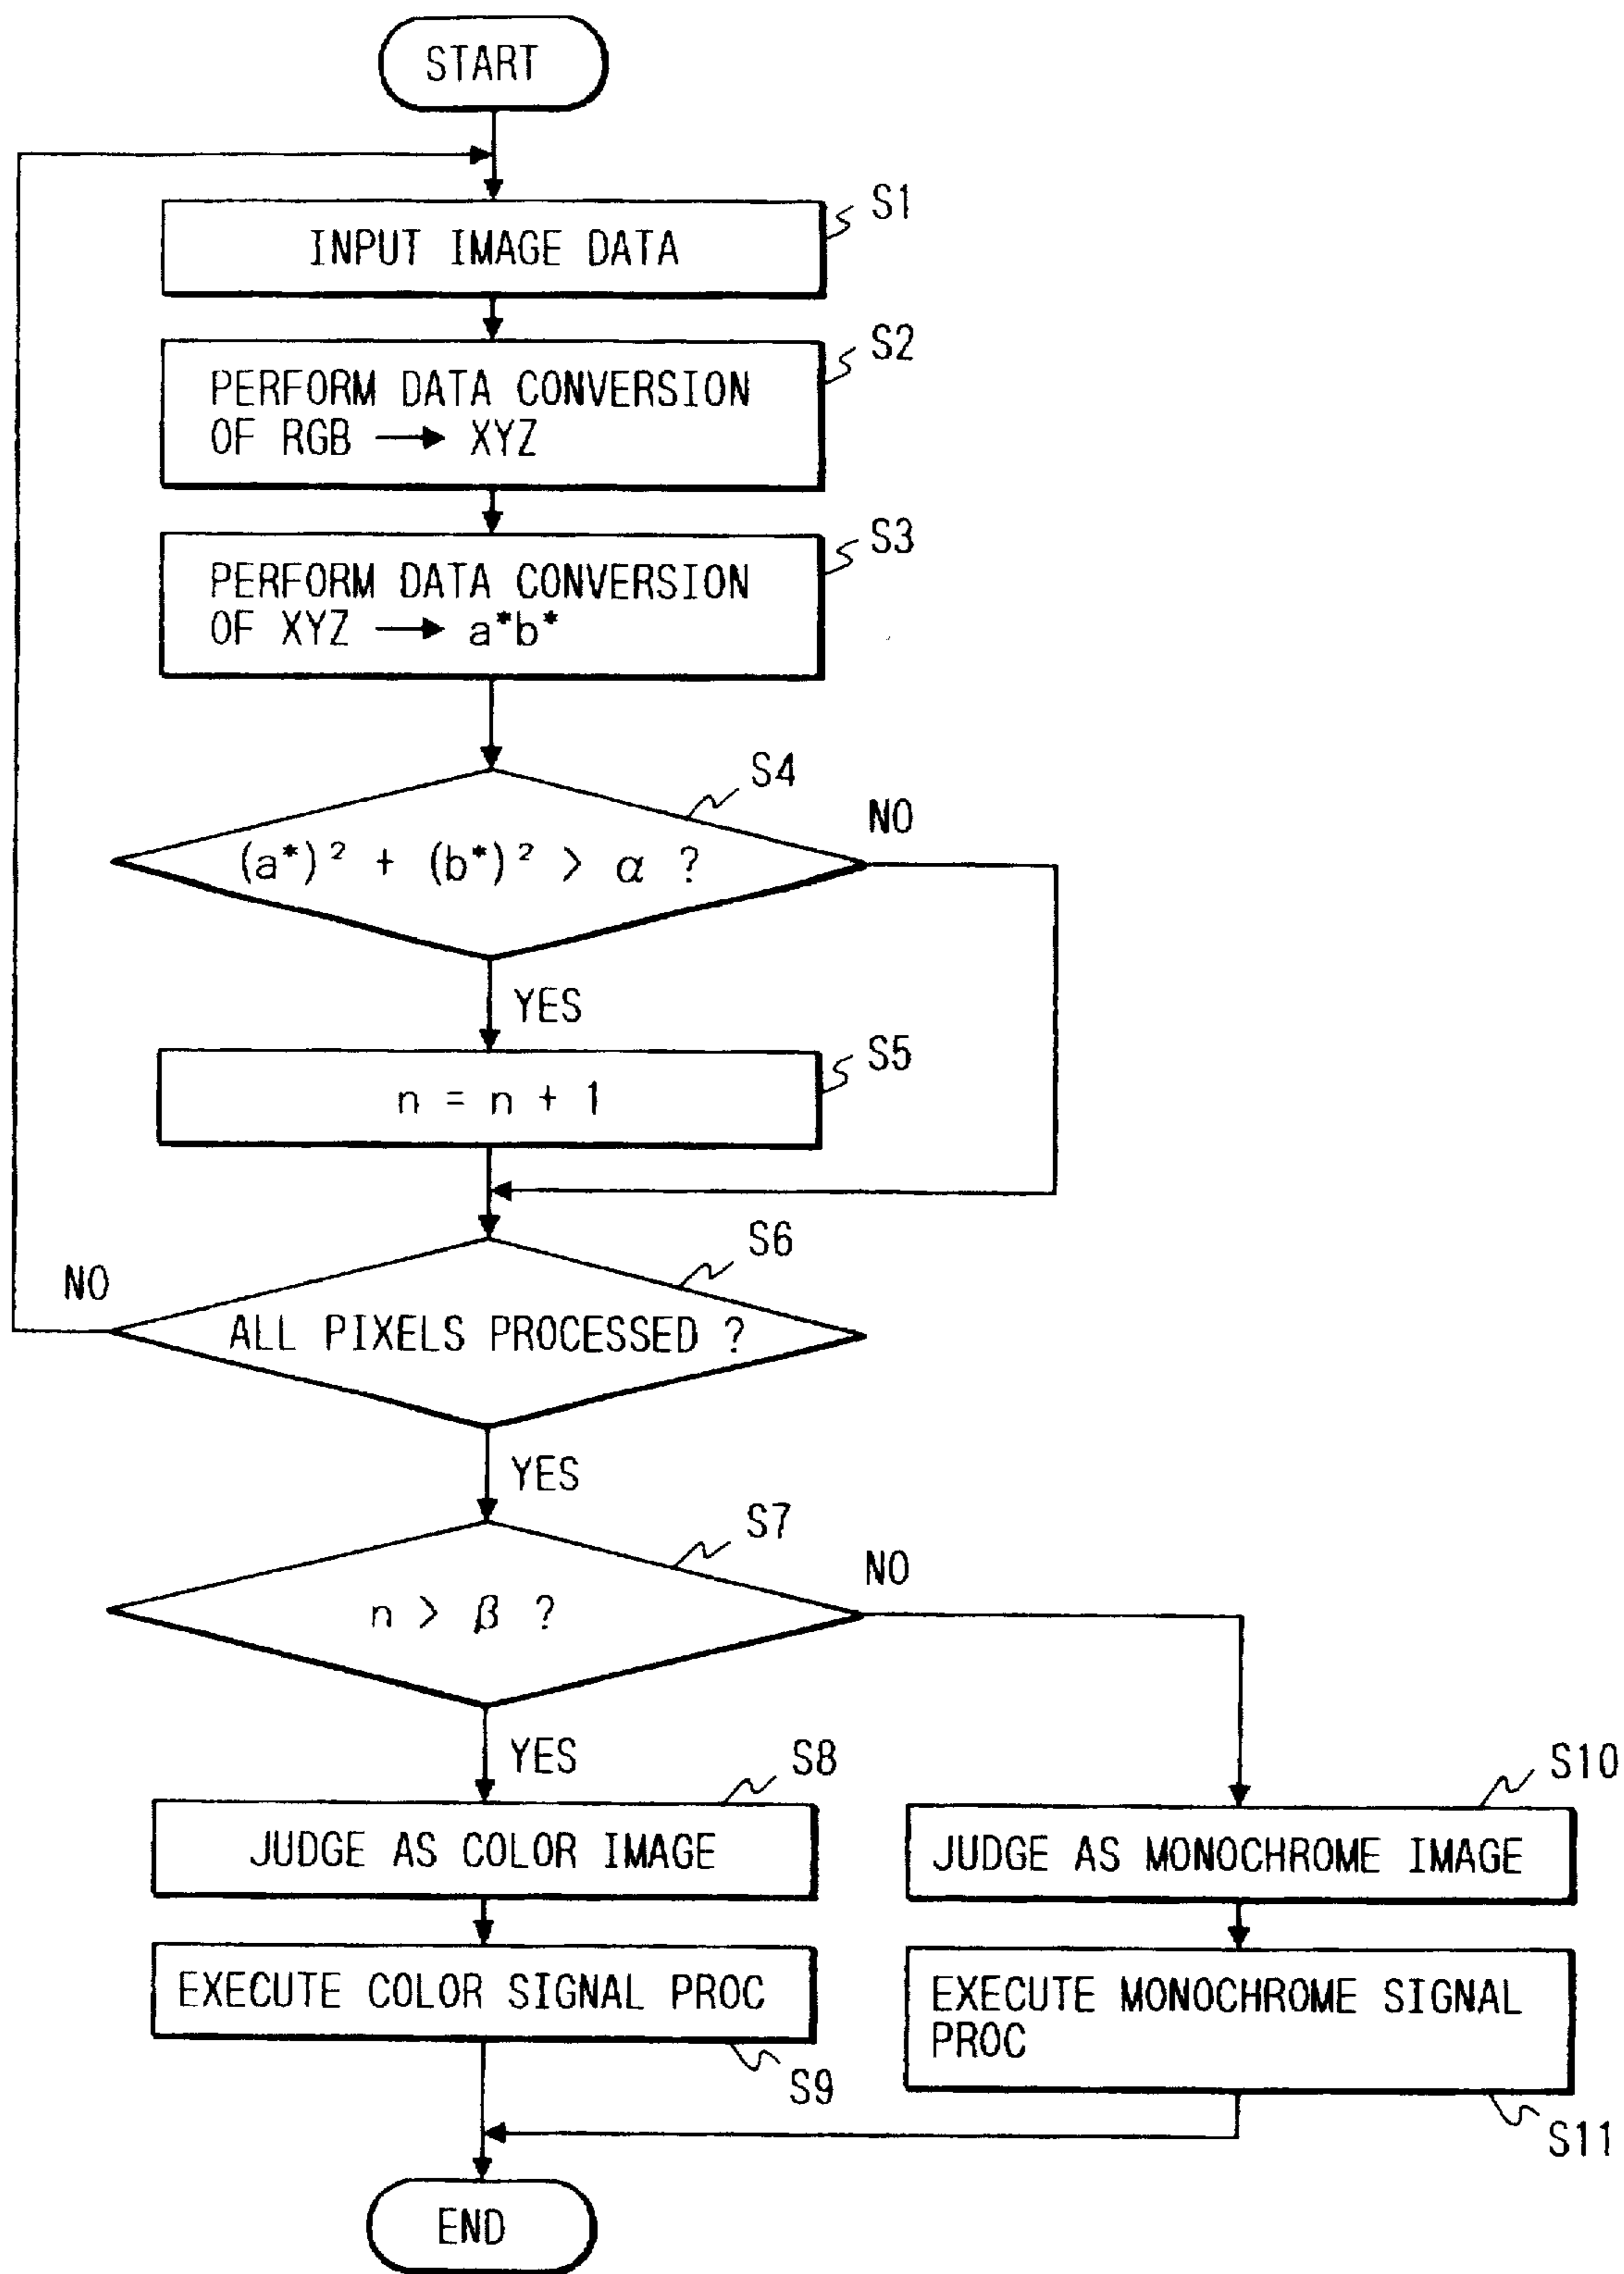 START
S1
INPUT IMAGE DATA
S2
PERFORM DATA CONVERSION
OF RGB → XYZ
S3
PERFORM DATA CONVERSION
OF XYZ → a*b*
S4
NO
(a*)² + (b*)² > α ?
YES
S5
n = n + 1
S6
NO
ALL PIXELS PROCESSED ?
YES
S7
NO
n > β ?
YES
S8
S10
JUDGE AS COLOR IMAGE
JUDGE AS MONOCHROME IMAGE
EXECUTE COLOR SIGNAL PROC
EXECUTE MONOCHROME SIGNAL
PROC
S9
S11
END